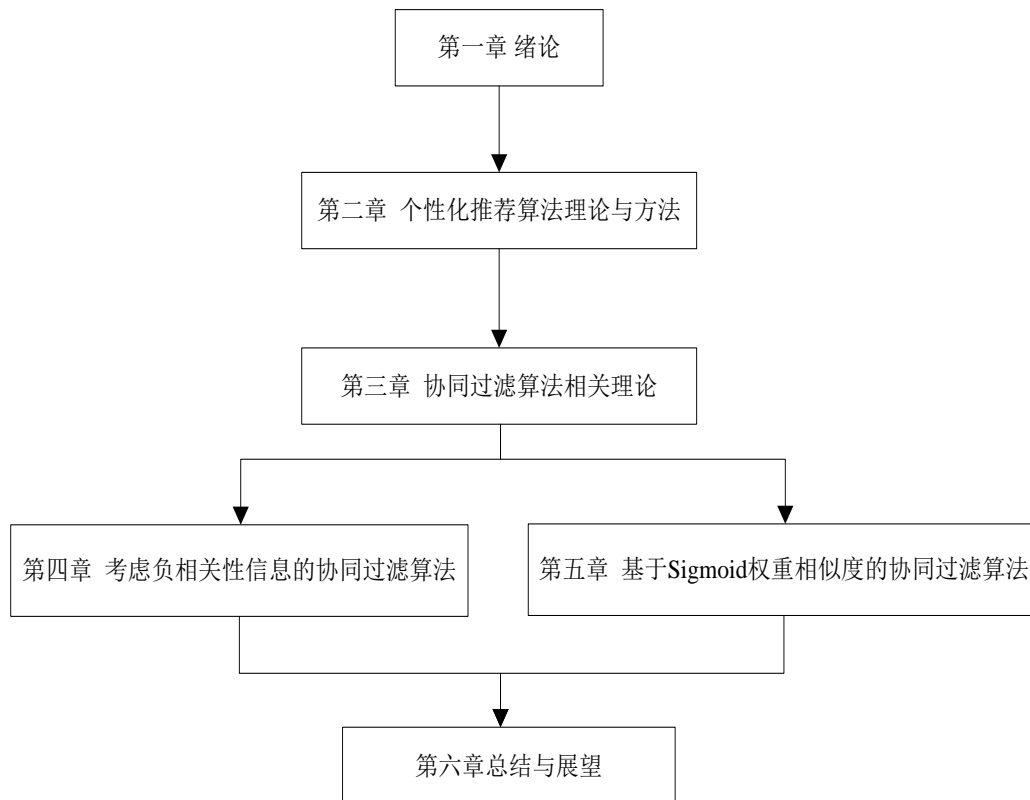 第一章 绪论
第二章 个性化推荐算法理论与方法
第三章 协同过滤算法相关理论
第四章 考虑负相关性信息的协同过滤算法
第五章 基于Sigmoid权重相似度的协同过滤算法
第六章总结与展望